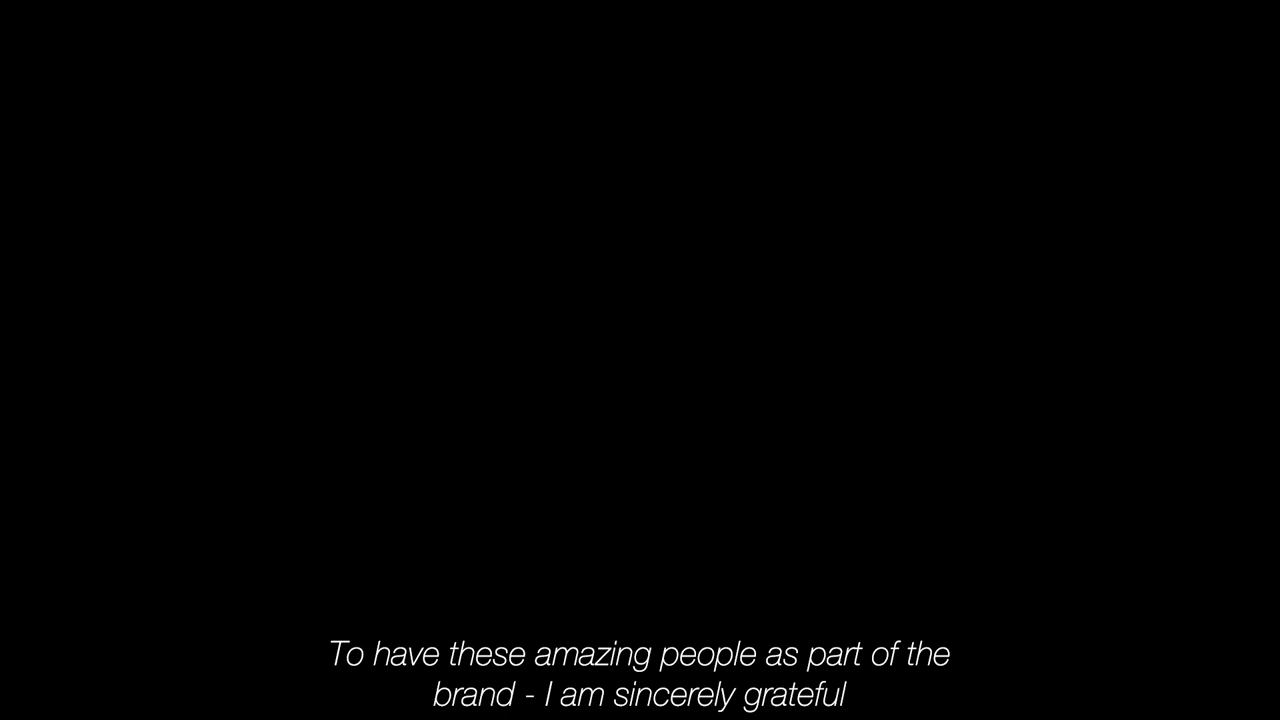 To have these amazing people as part of the
brand - I am sincerely grateful